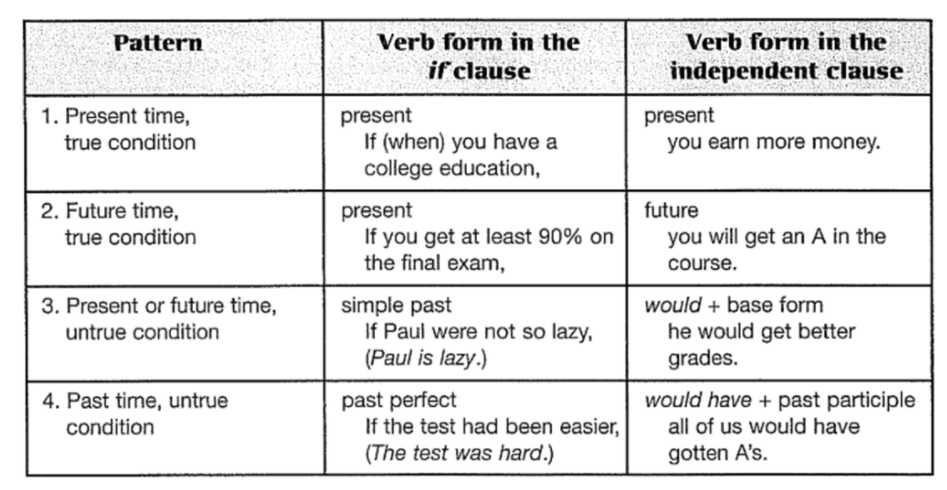 Pattern
Verb form in the
if clause
Verb form in the
independent clause
1. Present time,
true condition
present
If (when) you have a
college education,
present
you earn more money.
2. Future time,
true condition
present
If you get at least 90% on
the final exam,
future
you will get an A in the
course.
3. Present or future time,
untrue condition
simple past
If Paul were not so lazy,
(Paul is lazy.)
would + base form
he would get better
grades.
4. Past time, untrue
condition
past perfect
If the test had been easier,
(The test was hard.)
would have + past participle
all of us would have
gotten A's.